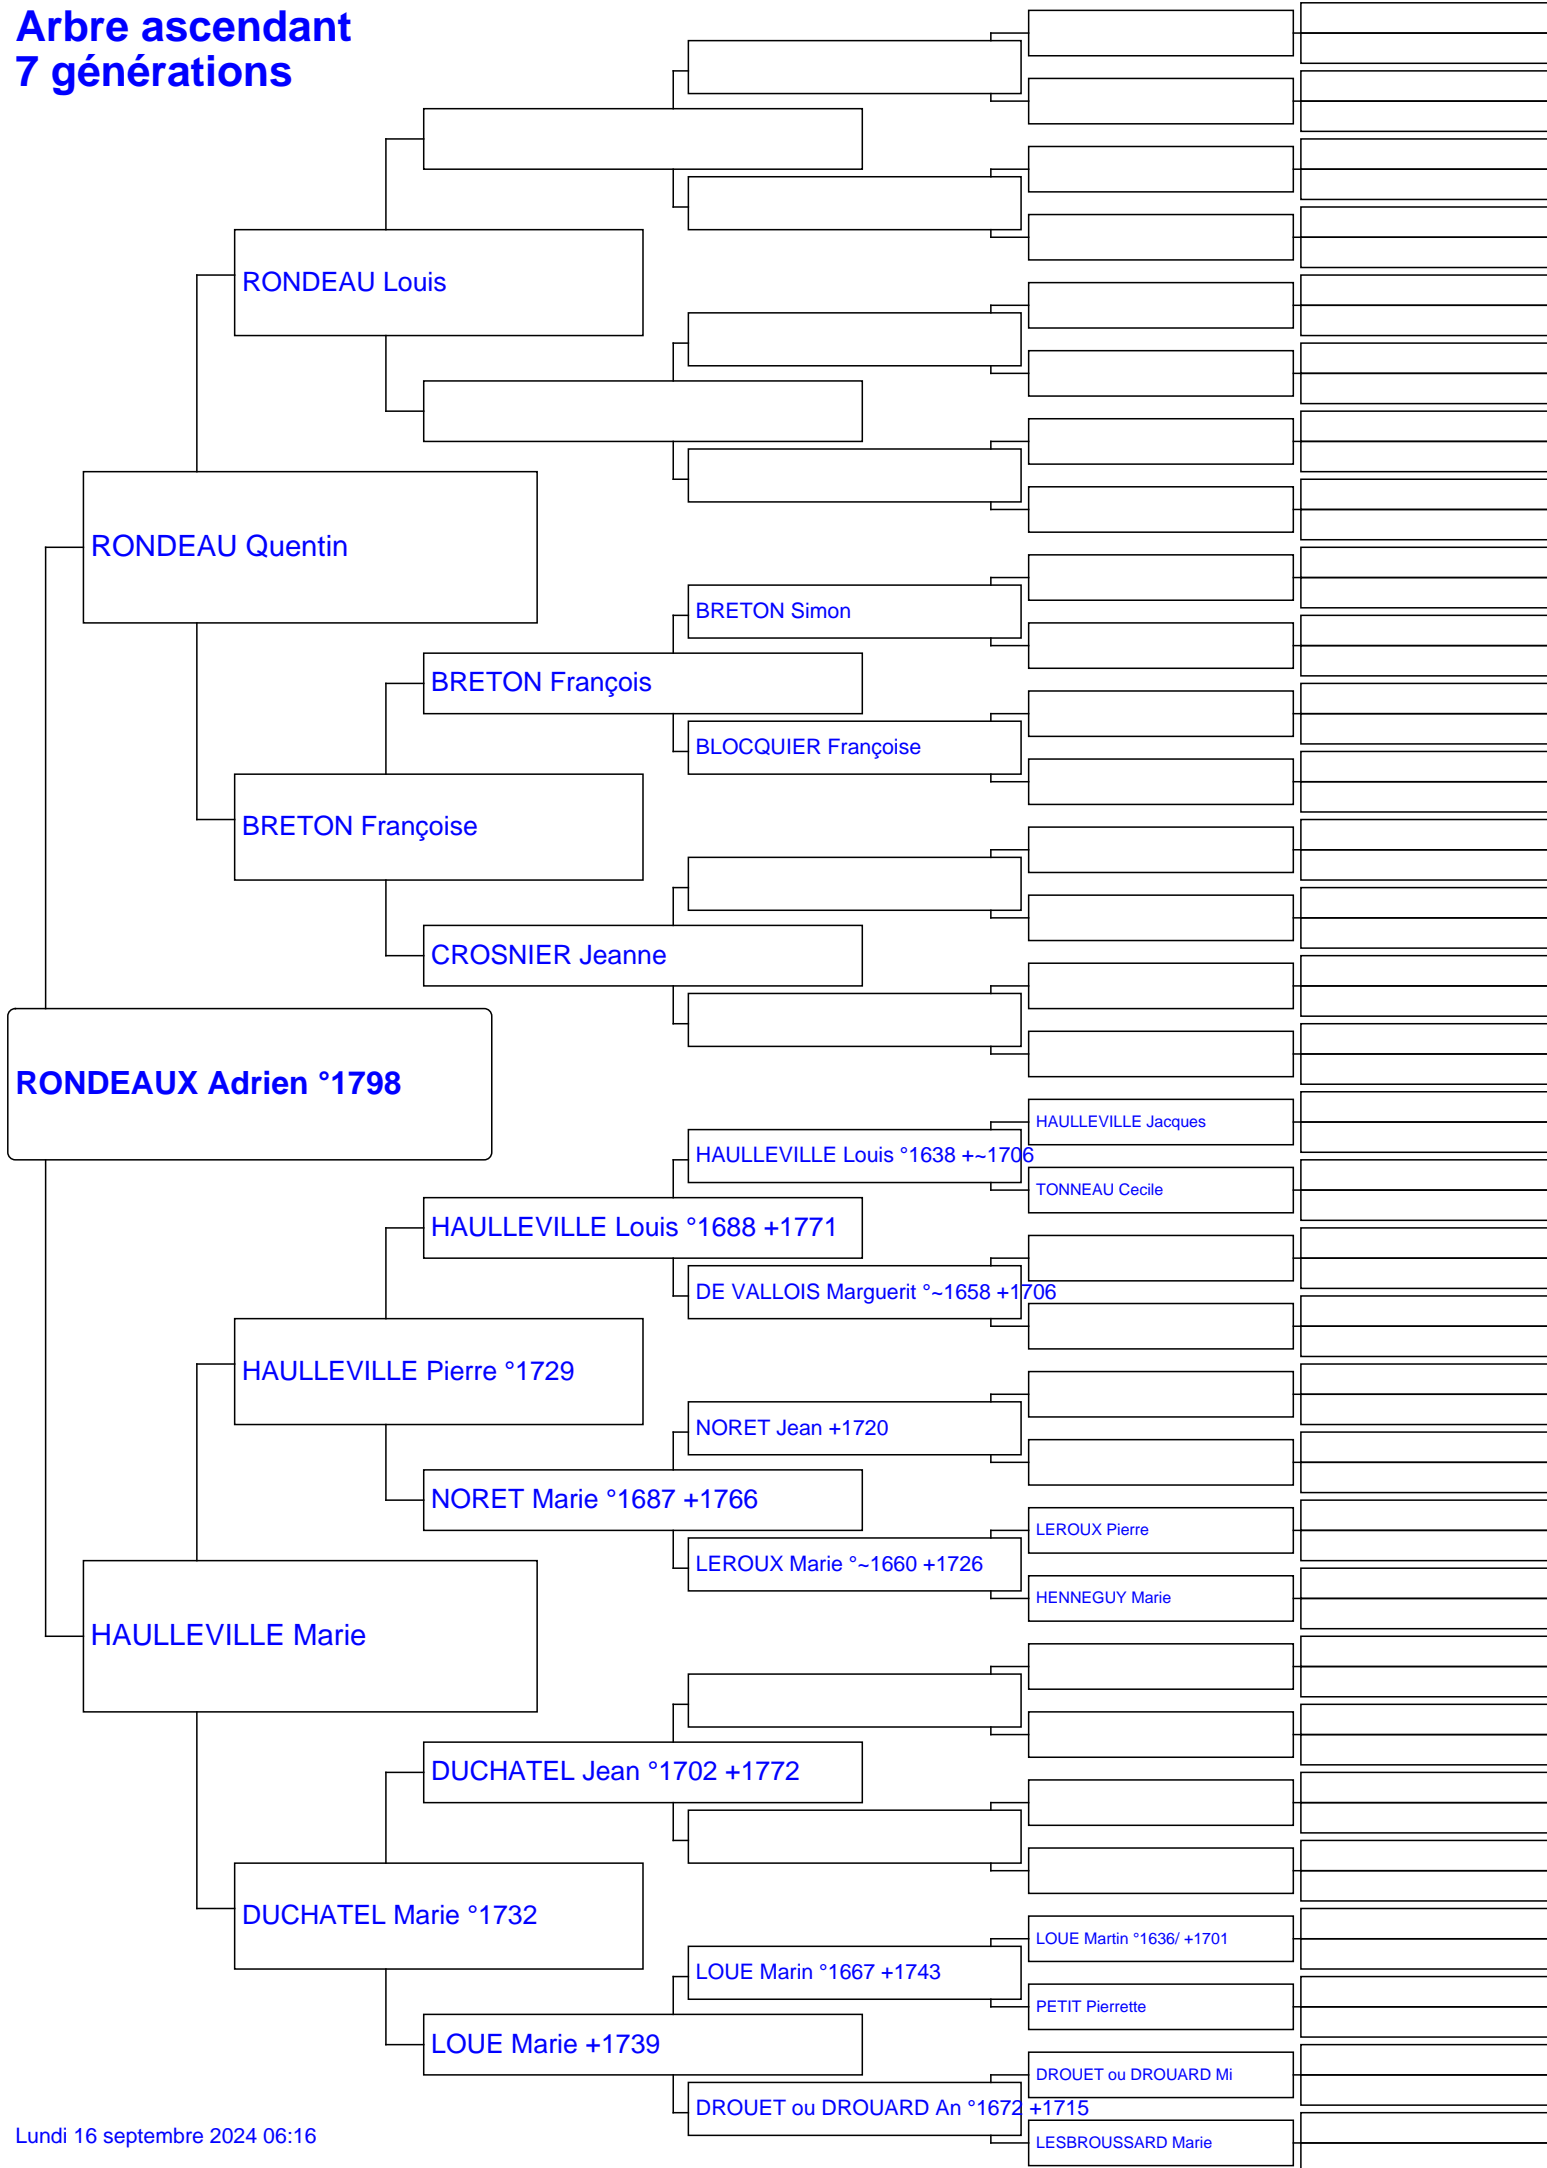 Arbre ascendant
7 générations
RONDEAU Louis
RONDEAU Quentin
BRETON Simon
BRETON François
BLOCQUIER Françoise
BRETON Françoise
CROSNIER Jeanne
RONDEAUX Adrien °1798
HAULLEVILLE Jacques
HAULLEVILLE Louis °1638 +~1706
TONNEAU Cecile
HAULLEVILLE Louis °1688 +1771
DE VALLOIS Marguerit °~1658 +1706
HAULLEVILLE Pierre °1729
NORET Jean +1720
NORET Marie °1687 +1766
LEROUX Pierre
LEROUX Marie °~1660 +1726
HENNEGUY Marie
HAULLEVILLE Marie
DUCHATEL Jean °1702 +1772
DUCHATEL Marie °1732
LOUE Martin °1636/ +1701
LOUE Marin °1667 +1743
PETIT Pierrette
LOUE Marie +1739
DROUET ou DROUARD Mi
DROUET ou DROUARD An °1672 +1715
LESBROUSSARD Marie
Lundi 16 septembre 2024 06:16